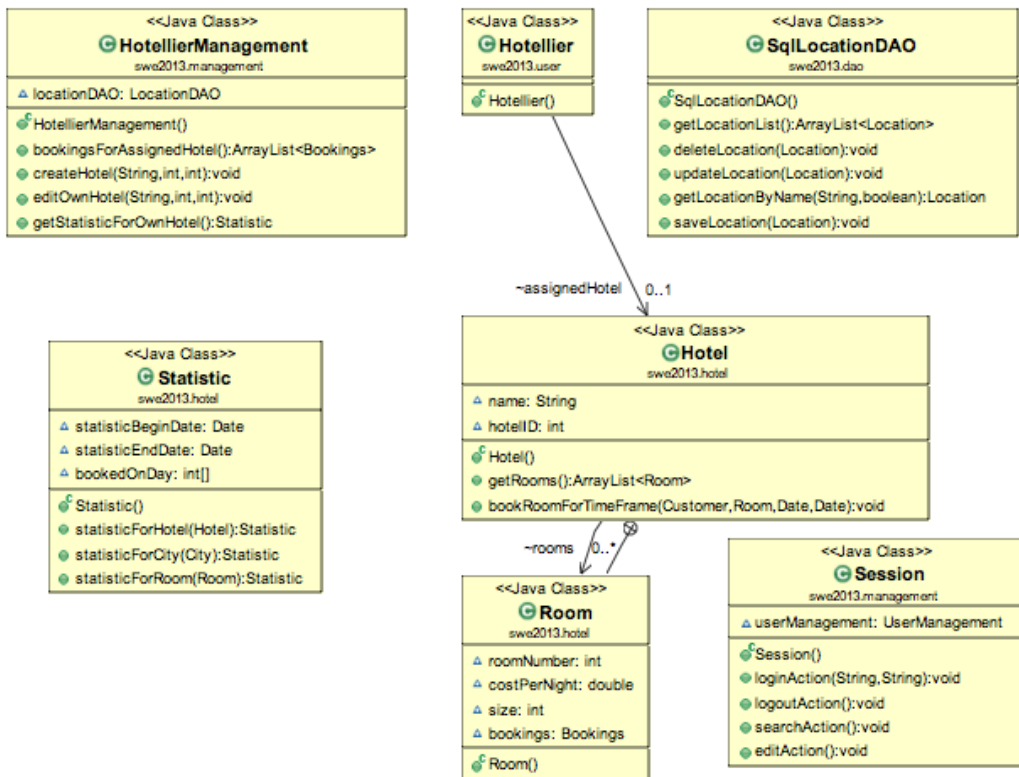 <<Java Class>>
HotellierManagement
swe2013.management
locationDAO: LocationDAO
HotellierManagement()
bookingsForAssignedHotel():ArrayList<Bookings>
createHotel(String,int,int):void
editOwnHotel(String,int,int):void
getStatisticForOwnHotel():Statistic
<<Java Class>>
Hotellier
swe2013.user
Hotellier()
<<Java Class>>
SqlLocationDAO
swe2013.dao
SqlLocationDAO()
getLocationList():ArrayList<Location>
deleteLocation(Location):void
updateLocation(Location):void
getLocationByName(String,boolean):Location
saveLocation(Location):void
~assignedHotel 0..1
<<Java Class>>
Statistic
swe2013.hotel
statisticBeginDate: Date
statisticEndDate: Date
bookedOnDay: int[]
Statistic()
statisticForHotel(Hotel):Statistic
statisticForCity(City):Statistic
statisticForRoom(Room):Statistic
<<Java Class>>
Hotel
swe2013.hotel
name: String
hotelID: int
Hotel()
getRooms():ArrayList<Room>
bookRoomForTimeFrame(Customer,Room,Date,Date):void
~rooms 0..*
<<Java Class>>
Room
swe2013.hotel
roomNumber: int
costPerNight: double
size: int
bookings: Bookings
Room()
<<Java Class>>
Session
swe2013.management
userManagement: UserManagement
Session()
loginAction(String,String):void
logoutAction():void
searchAction():void
editAction():void